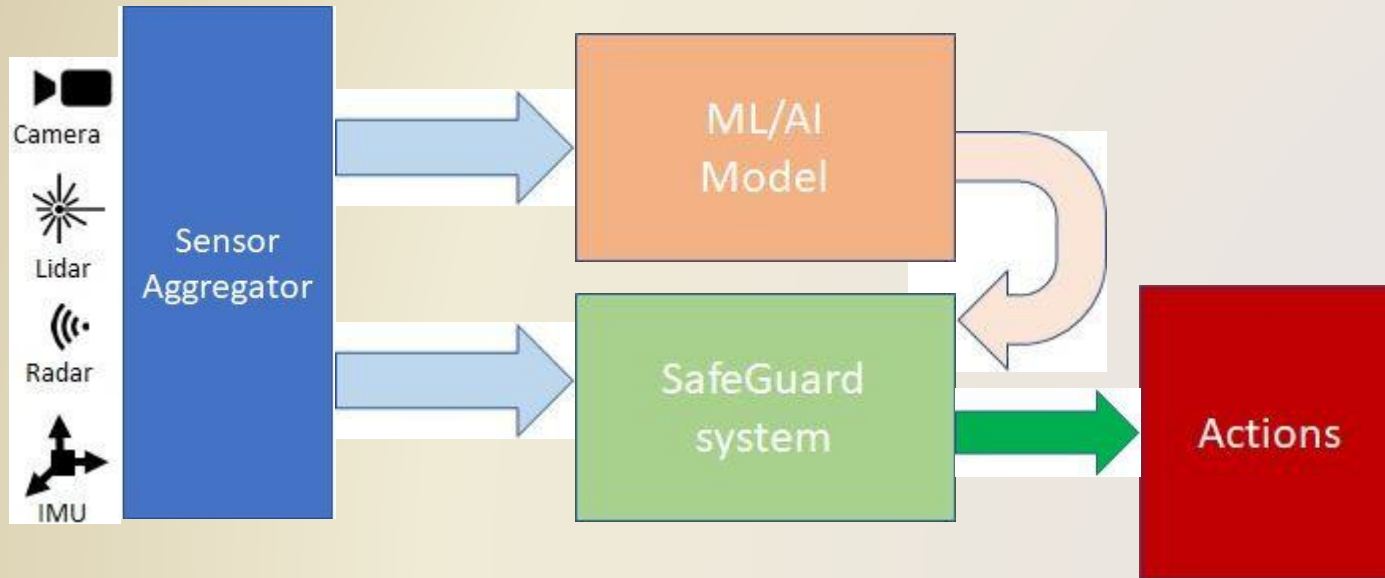 Camera
Lidar
Radar
IMU
Sensor
Aggregator
ML/AI
Model
SafeGuard
system
Actions